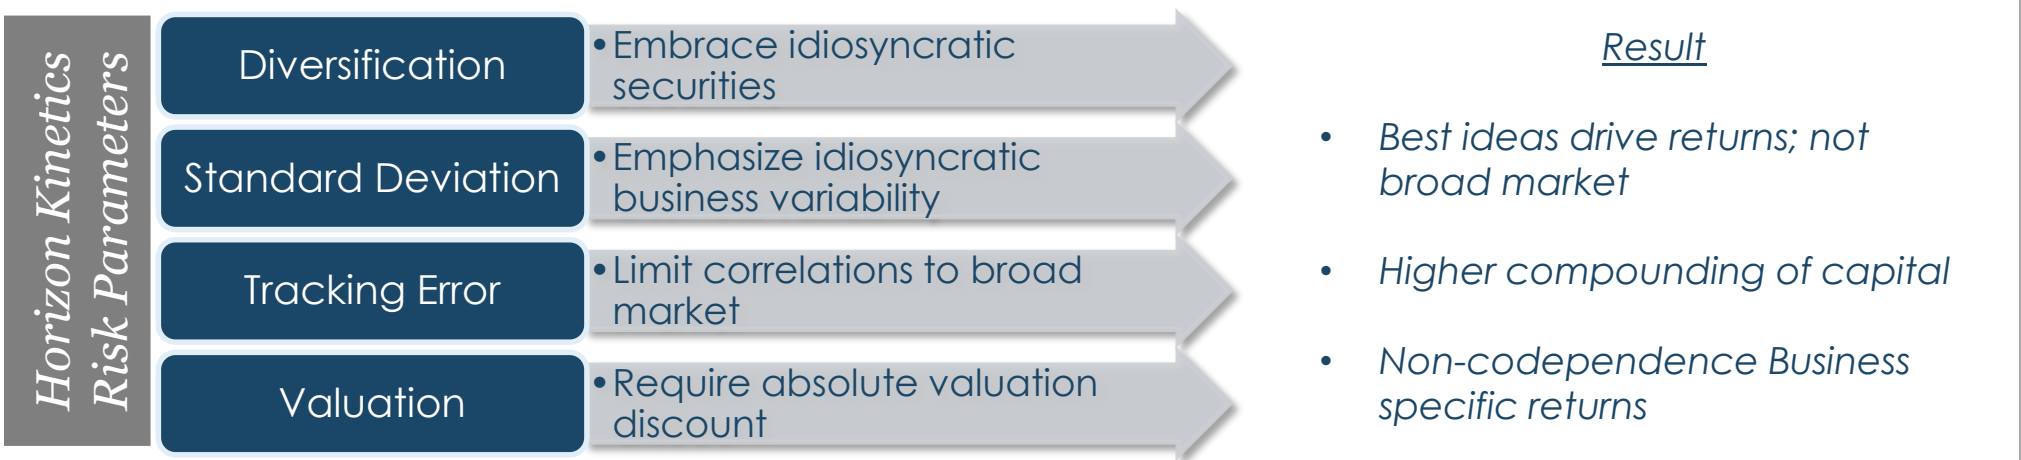 Horizon Kinetics
Risk Parameters
Diversification
•Embrace idiosyncratic
securities
Standard Deviation
•Emphasize idiosyncratic
business variability
Tracking Error
•Limit correlations to broad
market
Valuation
•Require absolute valuation
discount
Result
• Best ideas drive returns; not
broad market
• Higher compounding of capital
• Non-codependence Business
specific returns